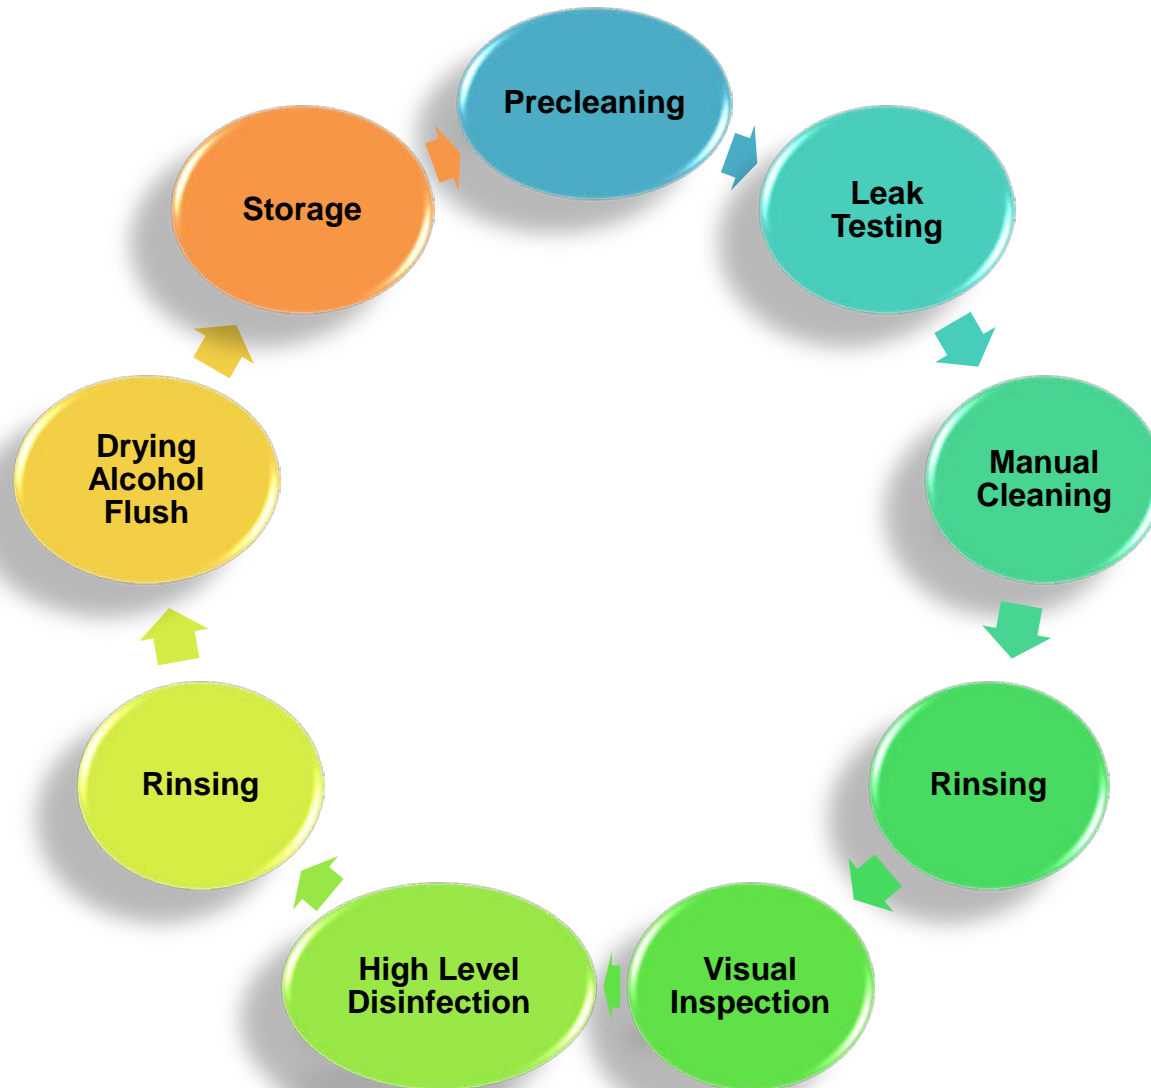 Precleaning
Leak
Testing
Manual
Cleaning
Rinsing
Visual
Inspection
High Level
Disinfection
Rinsing
Drying
Alcohol
Flush
Storage